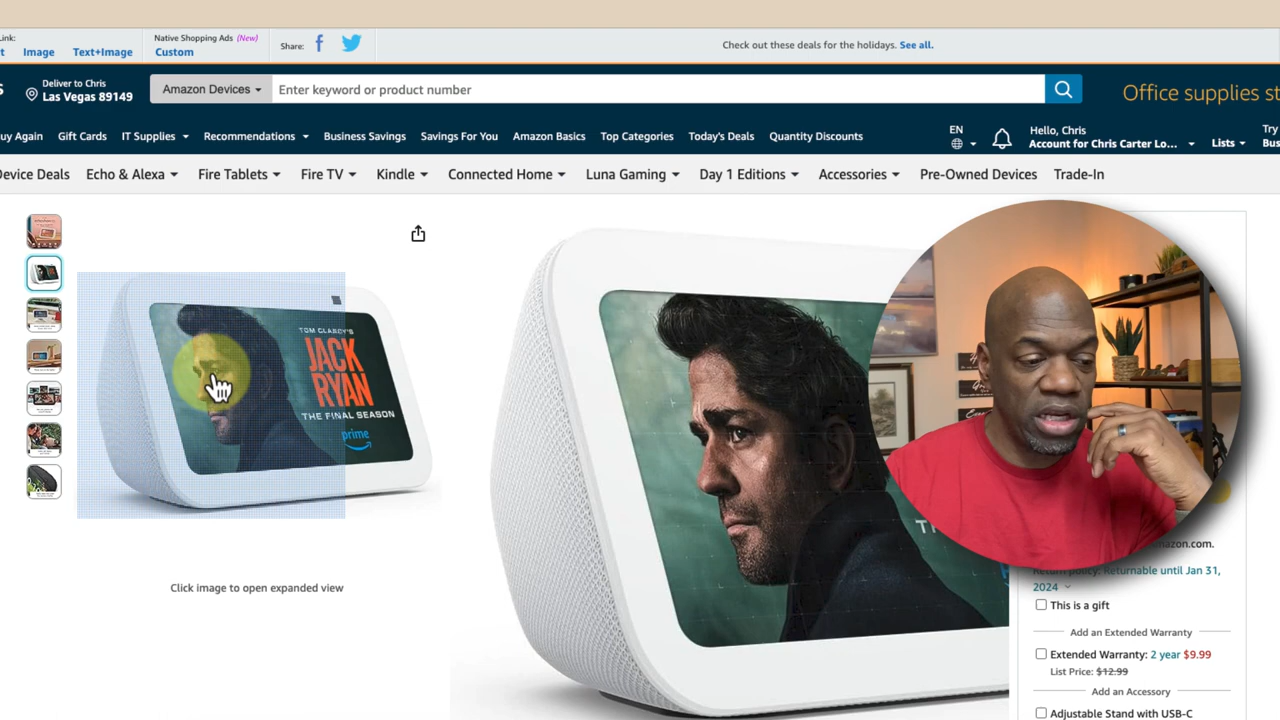 Link:
Native Shopping Ads (New)
Image Text+Image Custom
Share:
Check out these deals for the holidays. See all.
Deliver to Chris
Las Vegas 89149
Amazon Devices
Enter keyword or product number
Office supplies
Buy Again Gift Cards IT Supplies Recommendations Business Savings Savings For You Amazon Basics Top Categories Today's Deals Quantity Discounts
EN
Hello, Chris
Account for Chris Carter Lo...
Lists
Try
Device Deals Echo & Alexa Fire Tablets Fire TV Kindle Connected Home Luna Gaming Day 1 Editions Accessories Pre-Owned Devices Trade-In
TOM CLANCY'S
JACK
RYAN
THE FINAL SEASON
prime
Click image to open expanded view
amazon.com.
Return policy: Returnable until Jan 31,
2024
This is a gift
Add an Extended Warranty
Extended Warranty: 2 year $9.99
List Price: $12.99
Add an Accessory
Adjustable Stand with USB-C